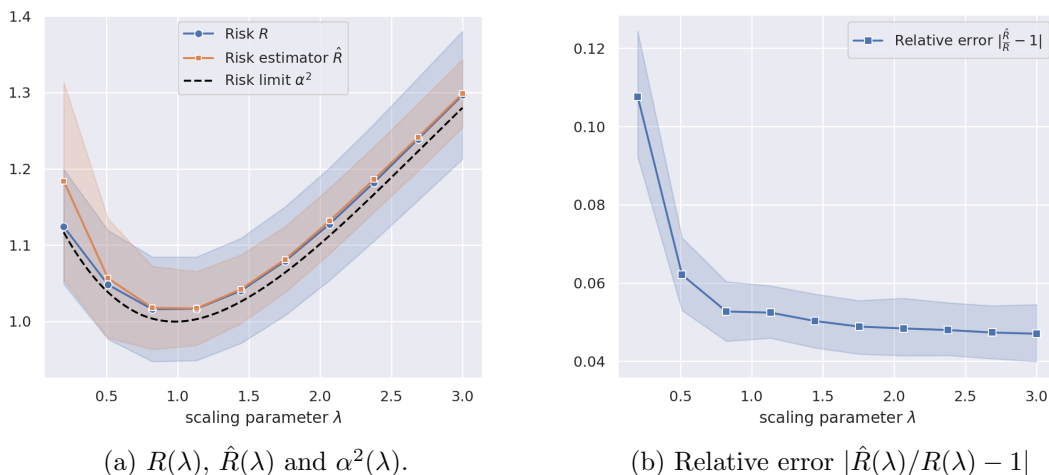 1.4
1.3
1.2
1.1
1.0
Risk R
Risk estimator R̂
Risk limit α²
0.5 1.0 1.5 2.0 2.5 3.0
scaling parameter λ
(a) R(λ), R̂(λ) and α²(λ).
0.12
0.10
0.08
0.06
0.04
Relative error |R̂/R − 1|
0.5 1.0 1.5 2.0 2.5 3.0
scaling parameter λ
(b) Relative error |R̂(λ)/R(λ) − 1|